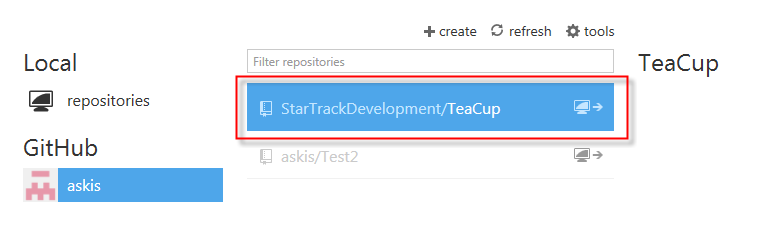 create refresh tools
Local
Filter repositories
TeaCup
repositories
StarTrackDevelopment/TeaCup
GitHub
askis/Test2
askis